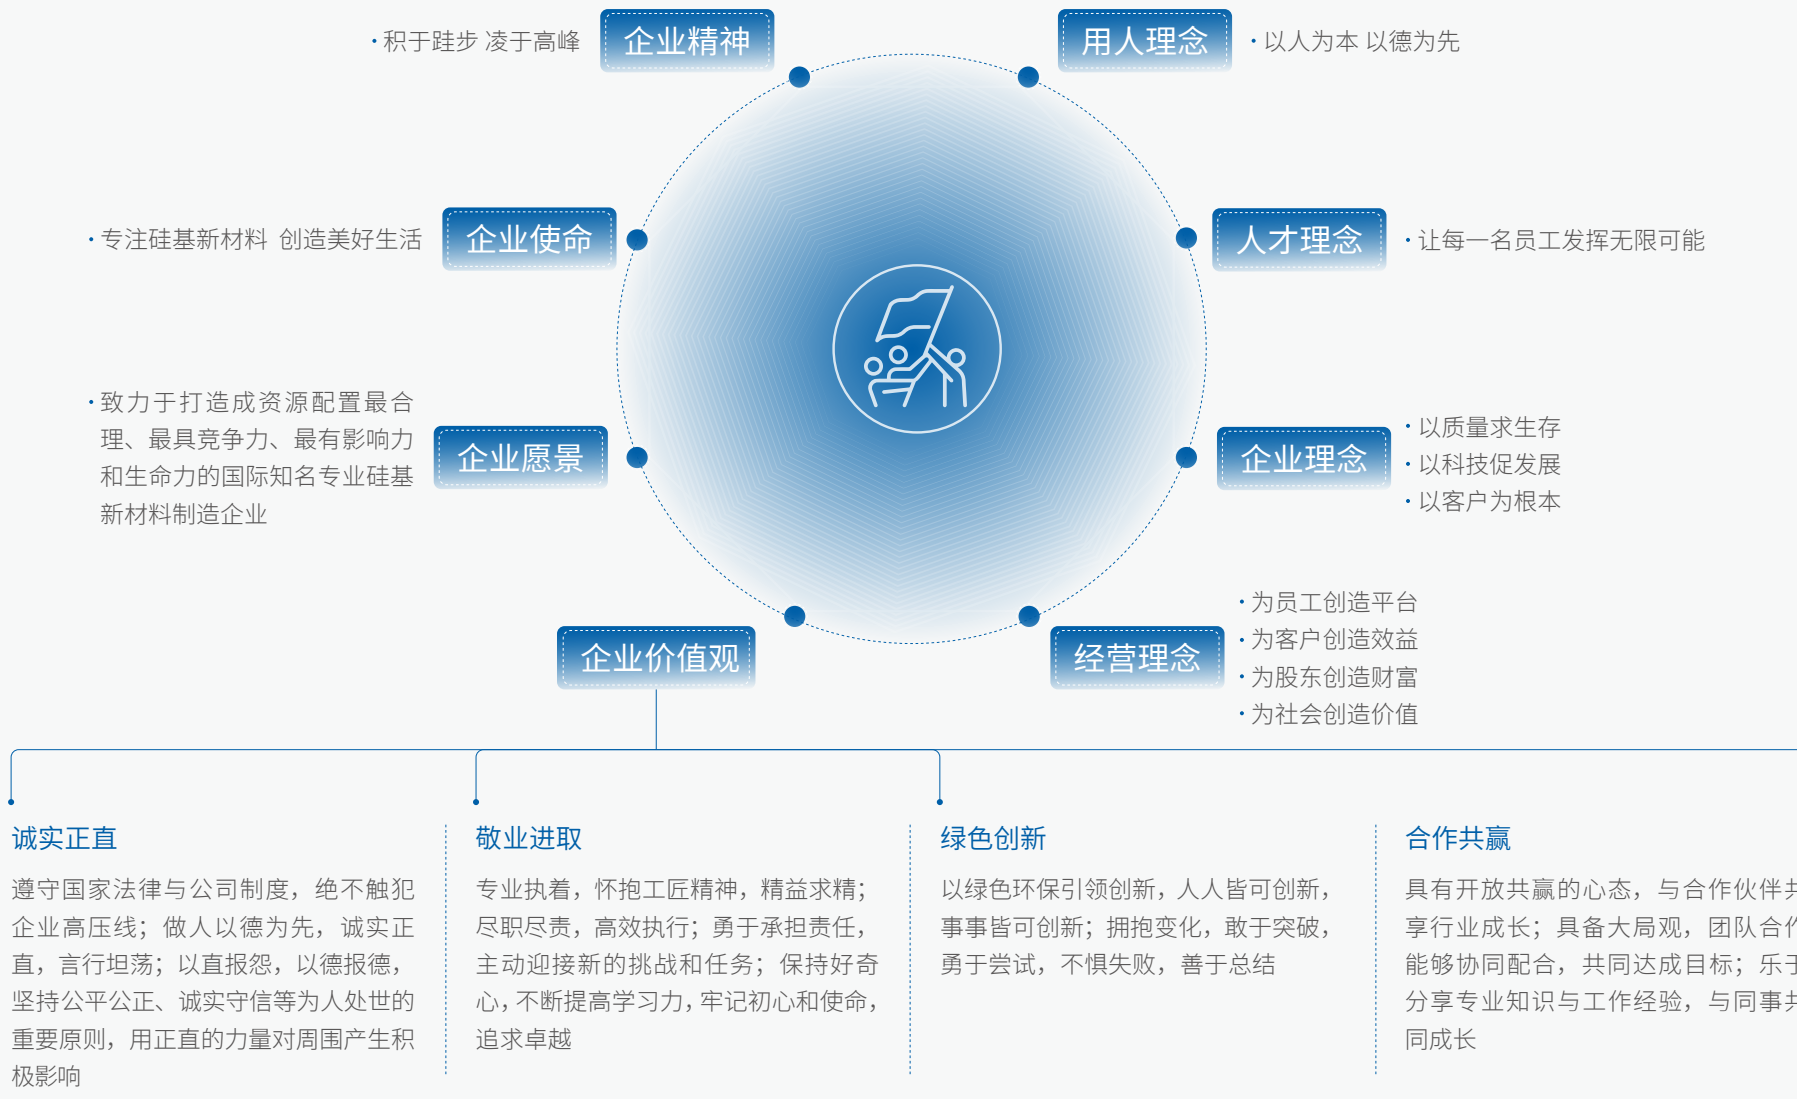 企业精神
· 积于跬步 凌于高峰
用人理念
· 以人为本 以德为先
企业使命
· 专注硅基新材料 创造美好生活
人才理念
· 让每一名员工发挥无限可能
企业愿景
· 致力于打造成资源配置最合
理、最具竞争力、最有影响力
和生命力的国际知名专业硅基
新材料制造企业
企业理念
· 以质量求生存
· 以科技促发展
· 以客户为根本
企业价值观
经营理念
· 为员工创造平台
· 为客户创造效益
· 为股东创造财富
· 为社会创造价值
诚实正直
遵守国家法律与公司制度，绝不触犯
企业高压线；做人以德为先，诚实正
直，言行坦荡；以直报怨，以德报德，
坚持公平公正、诚实守信等为人处世的
重要原则，用正直的力量对周围产生积
极影响
敬业进取
专业执着，怀抱工匠精神，精益求精；
尽职尽责，高效执行；勇于承担责任，
主动迎接新的挑战和任务；保持好奇
心，不断提高学习力，牢记初心和使命，
追求卓越
绿色创新
以绿色环保引领创新，人人皆可创新，
事事皆可创新；拥抱变化，敢于突破，
勇于尝试，不惧失败，善于总结
合作共赢
具有开放共赢的心态，与合作伙伴共
享行业成长；具备大局观，团队合作
能够协同配合，共同达成目标；乐于
分享专业知识与工作经验，与同事共
同成长